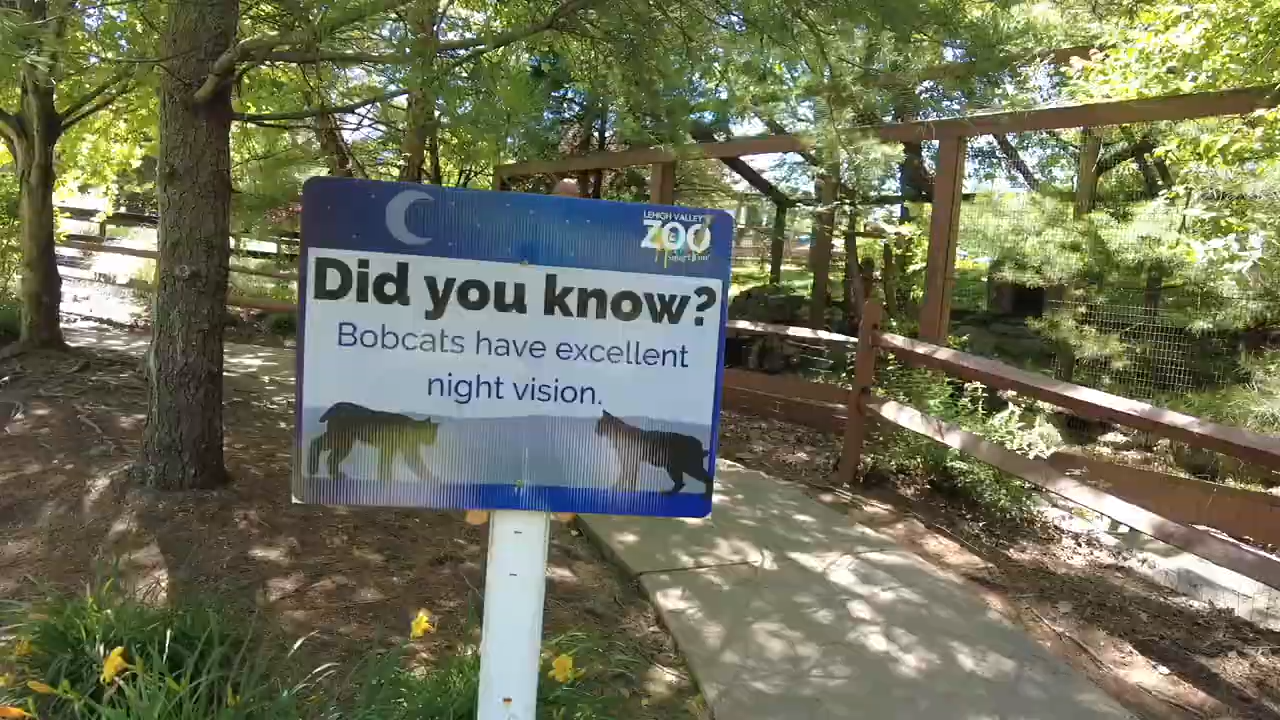 LEHIGH VALLEY
ZOO
Did you know?
Bobcats have excellent
night vision.